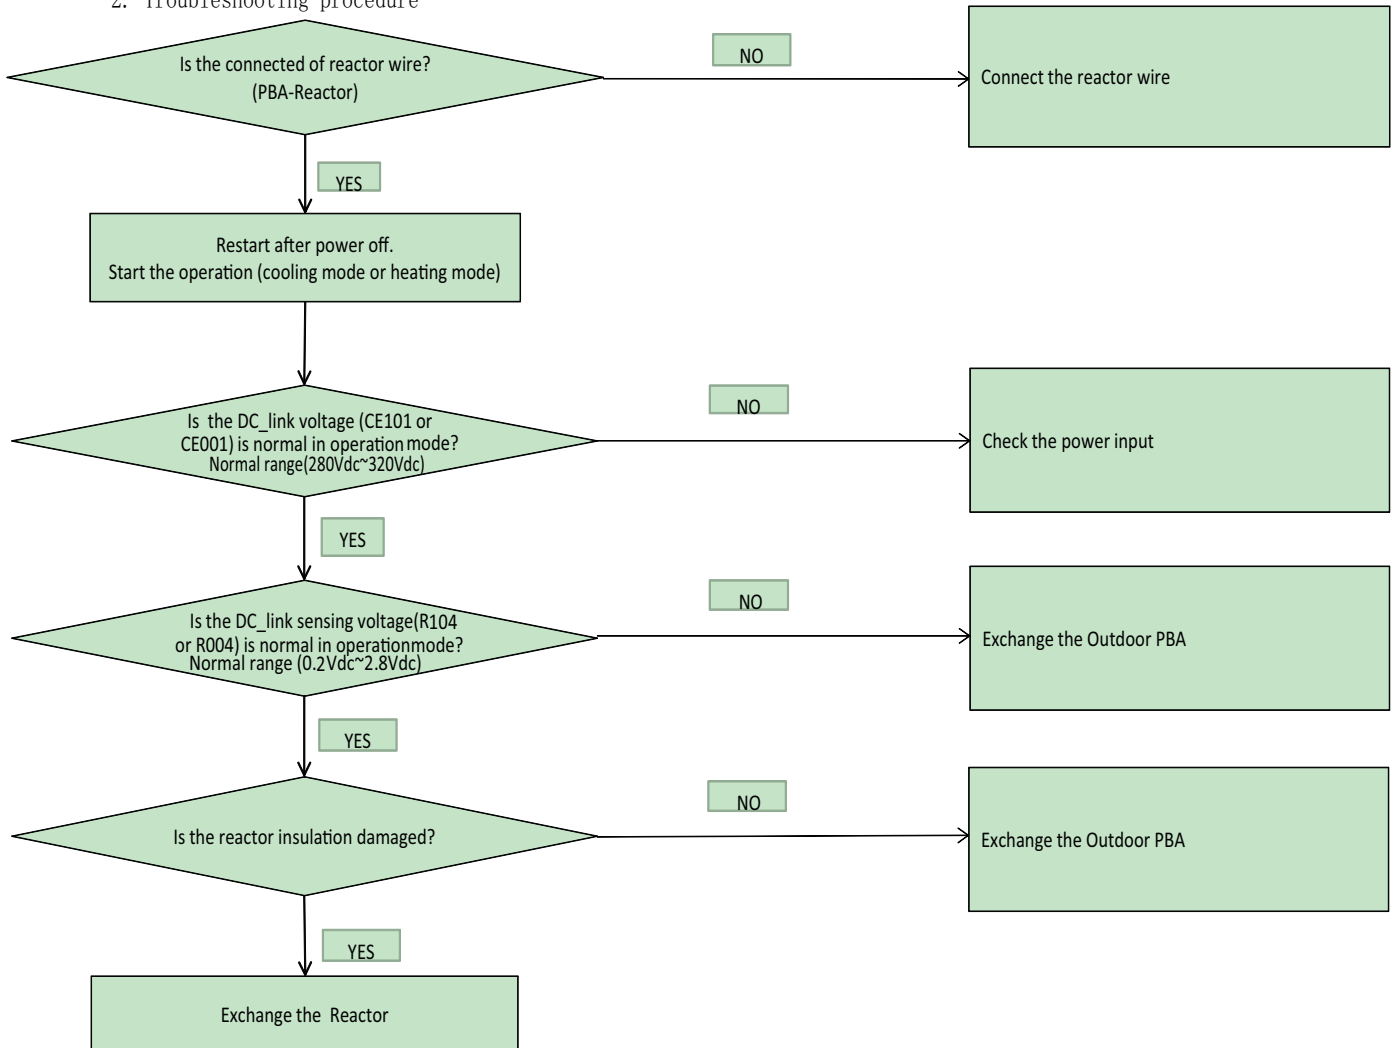 2. Troubleshooting procedure
Is the connected of reactor wire?
(PBA-Reactor)
NO
Connect the reactor wire
YES
Restart after power off.
Start the operation (cooling mode or heating mode)
Is the DC_link voltage (CE101 or
CE001) is normal in operation mode?
Normal range(280Vdc~320Vdc)
NO
Check the power input
YES
Is the DC_link sensing voltage(R104
or R004) is normal in operationmode?
Normal range (0.2Vdc~2.8Vdc)
NO
Exchange the Outdoor PBA
YES
Is the reactor insulation damaged?
NO
Exchange the Outdoor PBA
YES
Exchange the Reactor